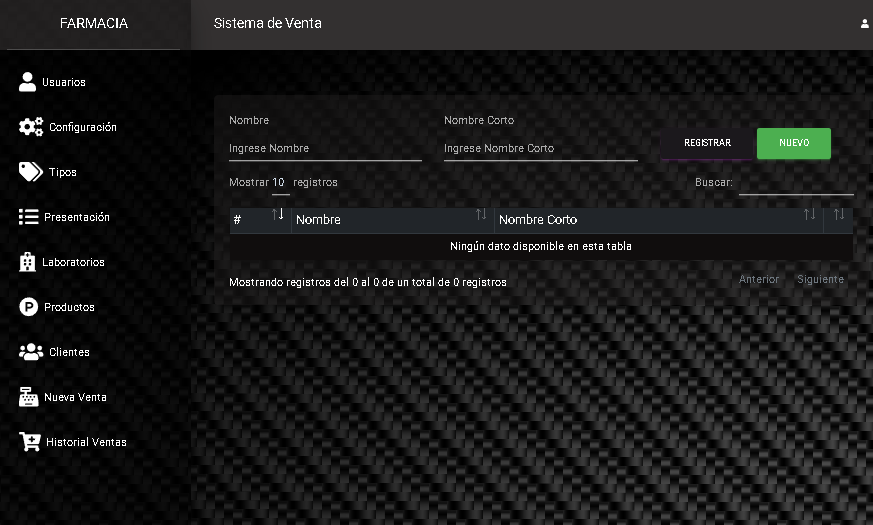 FARMACIA
Sistema de Venta
Usuarios
Configuración
Tipos
Presentación
Laboratorios
Productos
Clientes
Nueva Venta
Historial Ventas
Nombre
Nombre Corto
Ingrese Nombre
Ingrese Nombre Corto
REGISTRAR
NUEVO
Mostrar 10 registros
Buscar:
# Nombre Nombre Corto
Ningún dato disponible en esta tabla
Mostrando registros del 0 al 0 de un total de 0 registros
Anterior Siguiente